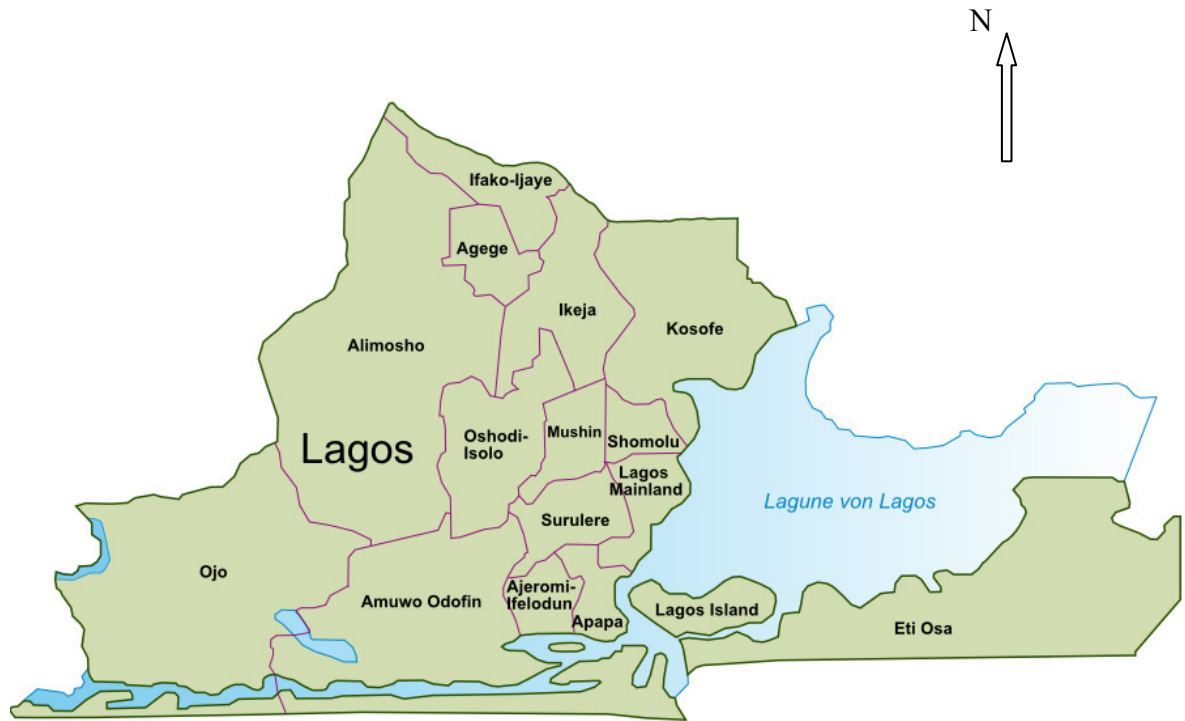 N
Ifako-Ijaye
Agege
Ikeja
Kosofe
Alimosho
Lagos
Oshodi-
Isolo
Mushin
Shomolu
Lagos
Mainland
Lagune von Lagos
Surulere
Ojo
Amuwo Odofin
Ajeromi-
Ifelodun
Apapa
Lagos Island
Eti Osa